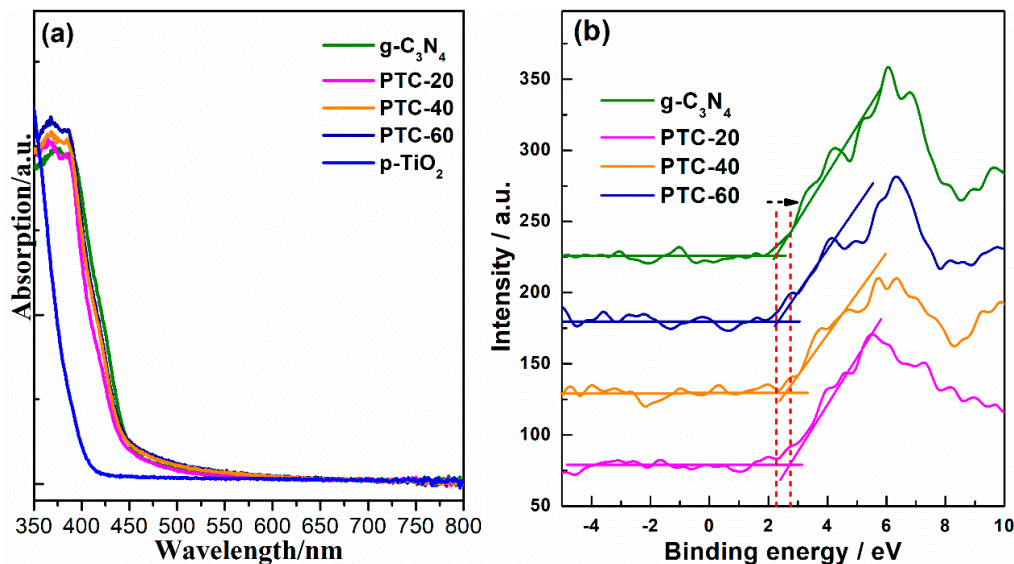 (a)
g-C₃N₄
PTC-20
PTC-40
PTC-60
p-TiO₂
Absorption/a.u.
350 400 450 500 550 600 650 700 750 800
Wavelength/nm
(b)
g-C₃N₄
PTC-20
PTC-40
PTC-60
Intensity / a.u.
350
300
250
200
150
100
50
-4 -2 0 2 4 6 8 10
Binding energy / eV